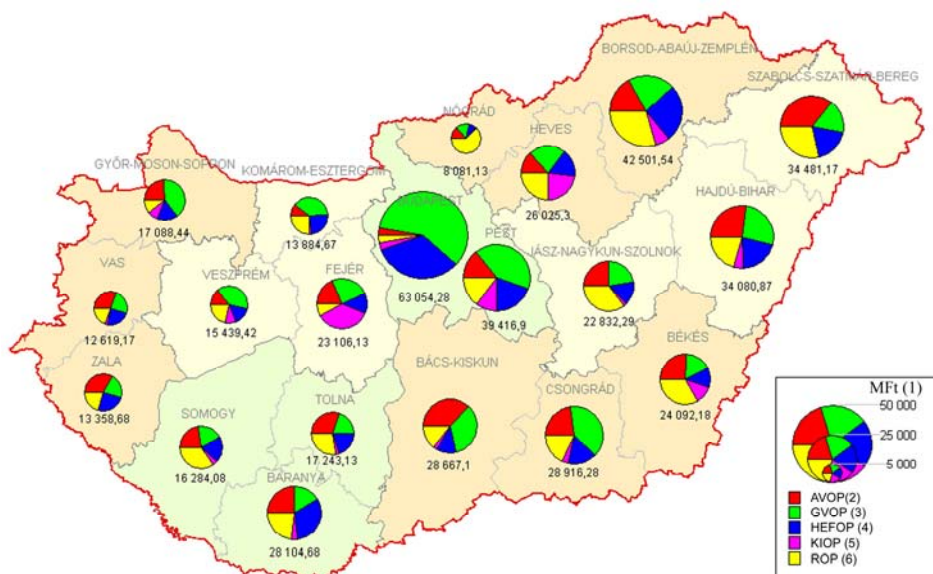 BORSOD-ABAÚJ-ZEMPLÉN
42 501,54
SZABOLCS-SZATMÁR-BEREG
34 481,17
NÓGRÁD
8 081,13
HEVES
26 025,3
GYŐR-MOSON-SOPRON
17 088,44
KOMÁROM-ESZTERGOM
13 884,67
BUDAPEST
63 054,28
PEST
39 416,9
JÁSZ-NAGYKUN-SZOLNOK
22 832,29
HAJDÚ-BIHAR
34 080,87
VAS
12 619,17
VESZPRÉM
15 439,42
FEJÉR
23 106,13
ZALA
13 358,68
SOMOGY
16 284,08
TOLNA
17 243,13
BARANYA
28 104,68
BÁCS-KISKUN
28 667,1
CSONGRÁD
28 916,28
BÉKÉS
24 092,18
MFt (1)
50 000
25 000
5 000
AVOP(2)
GVOP (3)
HEFOP (4)
KIOP (5)
ROP (6)